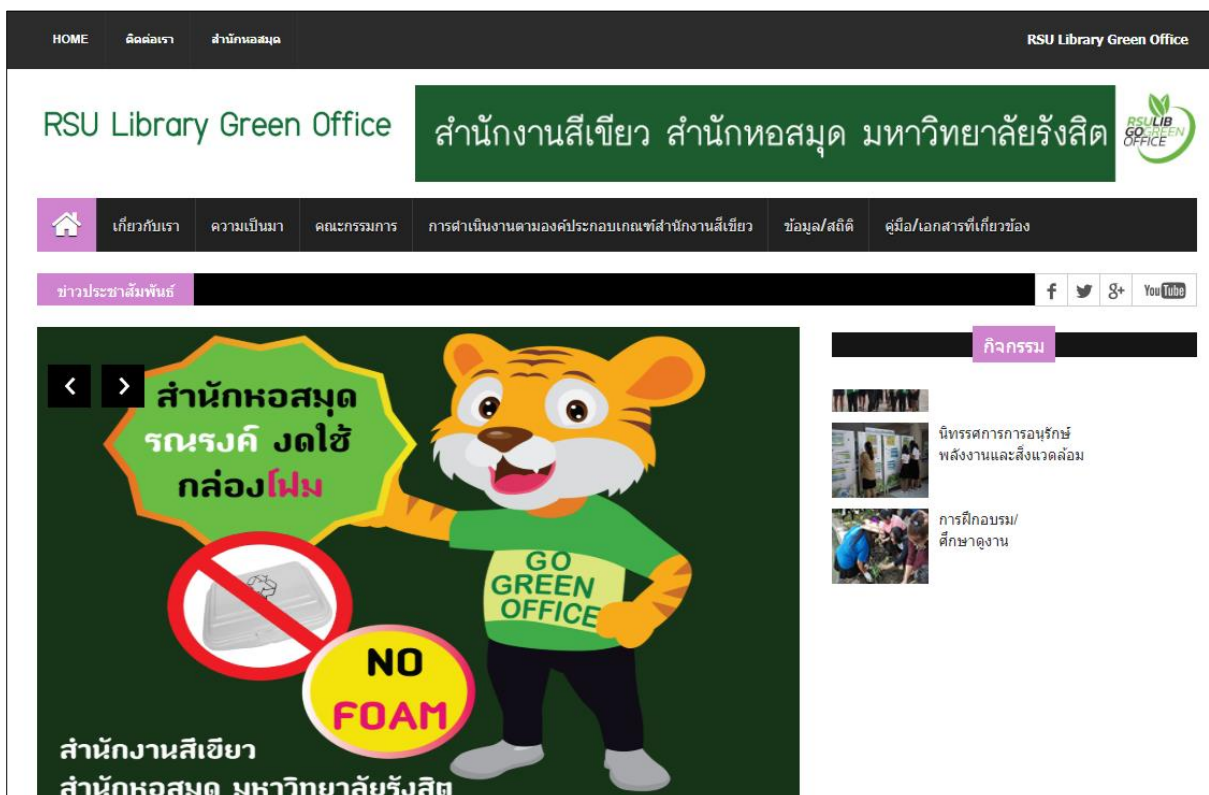 HOME ติดต่อเรา สำนักหอสมุด RSU Library Green Office
RSU Library Green Office
สำนักงานสีเขียว สำนักหอสมุด มหาวิทยาลัยรังสิต
RSULIB
GOGREEN
OFFICE
เกี่ยวกับเรา ความเป็นมา คณะกรรมการ การดำเนินงานตามองค์ประกอบเกณฑ์สำนักงานสีเขียว ข้อมูล/สถิติ คู่มือ/เอกสารที่เกี่ยวข้อง
ข่าวประชาสัมพันธ์
f 8+ YouTube
กิจกรรม
สำนักหอสมุด
รณรงค์ งดใช้
กล่องโฟม
GO
GREEN
OFFICE
NO
FOAM
สำนักงานสีเขียว
สำนักหอสมุด มหาวิทยาลัยรังสิต
นิทรรศการการอนุรักษ์
พลังงานและสิ่งแวดล้อม
การฝึกอบรม/
ศึกษาดูงาน